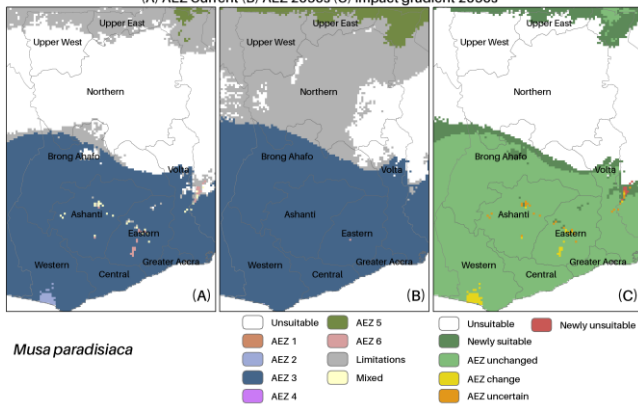 (A) AEZ Current (B) AEZ 2050s (C) Impact gradient 2050s
Upper East
Upper West
Northern
Brong Ahafo
Volta
Ashanti
Eastern
Western
Central
Greater Accra
(A)
Upper East
Upper West
Northern
Brong Ahafo
Volta
Ashanti
Eastern
Western
Central
Greater Accra
(B)
Upper East
Upper West
Northern
Brong Ahafo
Volta
Ashanti
Eastern
Western
Central
Greater Accra
(C)
Musa paradisiaca
Unsuitable
AEZ 1
AEZ 2
AEZ 3
AEZ 4
AEZ 5
AEZ 6
Limitations
Mixed
Unsuitable
Newly suitable
AEZ unchanged
AEZ change
AEZ uncertain
Newly unsuitable